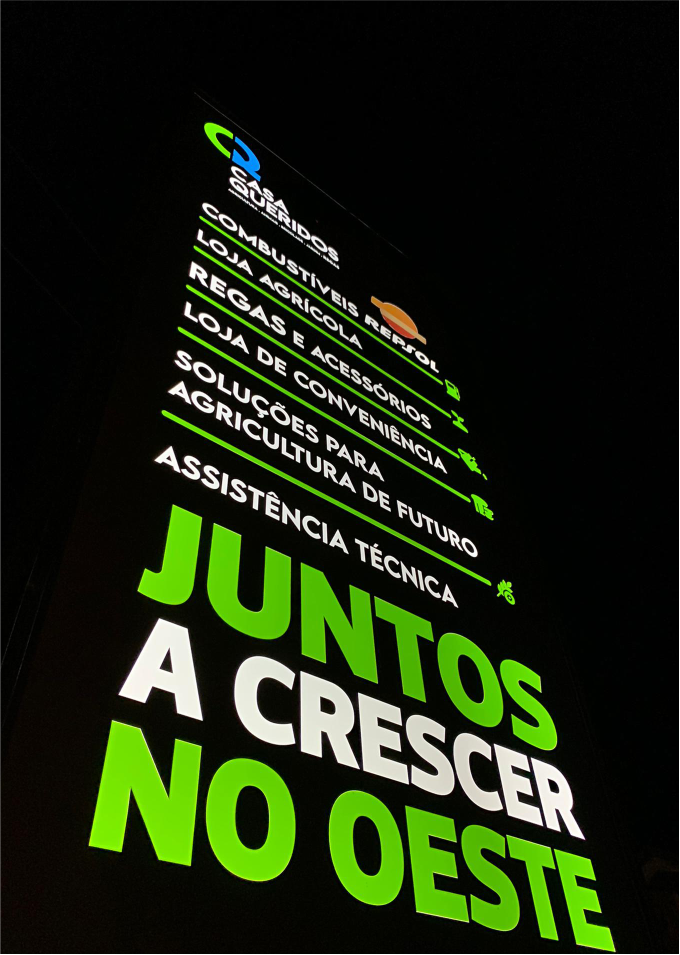 CASA
QUERIDOS
COMBUSTÍVEIS REPSOL
LOJA AGRÍCOLA
REGAS E ACESSÓRIOS
LOJA DE CONVENIÊNCIA
SOLUÇÕES PARA
AGRICULTURA DE FUTURO
ASSISTÊNCIA TÉCNICA
JUNTOS
A CRESCER
NO OESTE